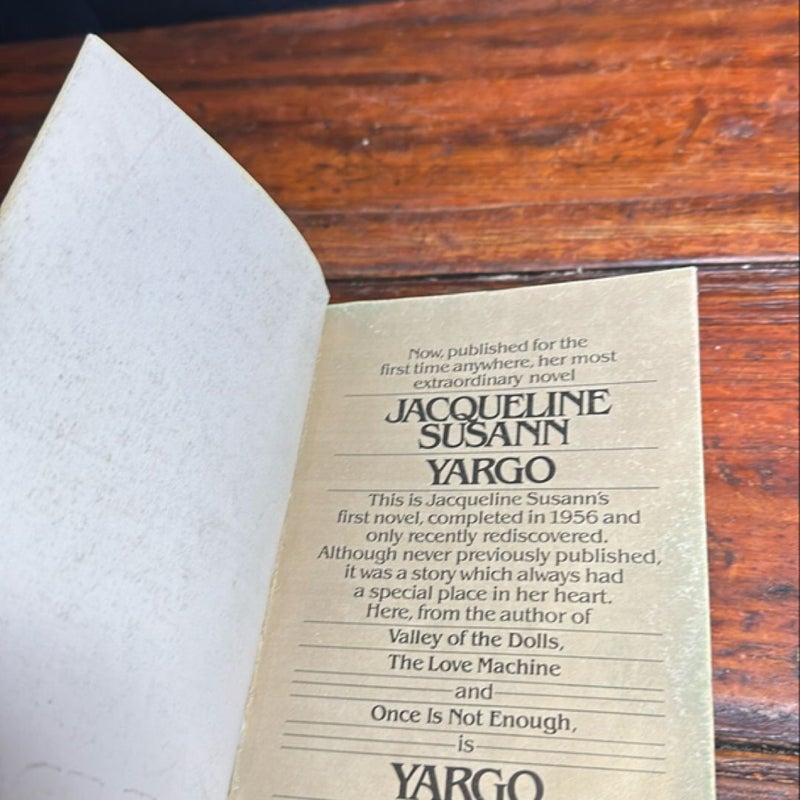 Now, published for the
first time anywhere, her most
extraordinary novel
JACQUELINE
SUSANN
YARGO
This is Jacqueline Susann's
first novel, completed in 1956 and
only recently rediscovered.
Although never previously published,
it was a story which always had
a special place in her heart.
Here, from the author of
Valley of the Dolls,
The Love Machine
and
Once Is Not Enough,
is
YARGO